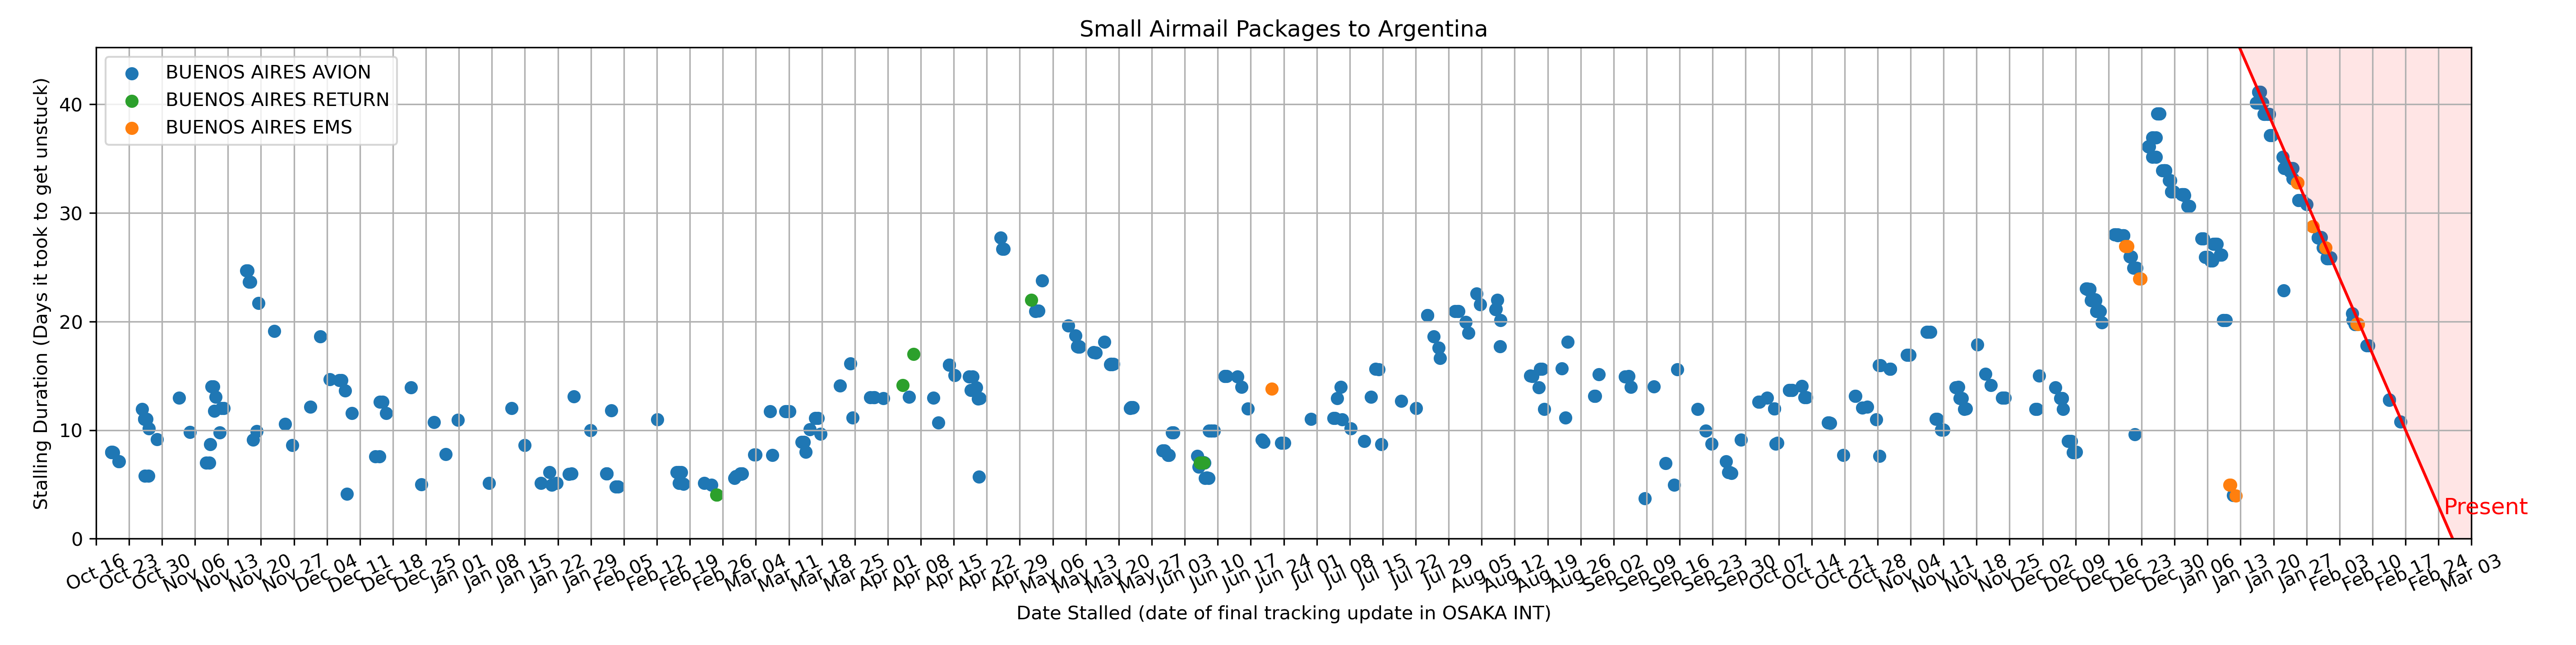 Small Airmail Packages to Argentina
BUENOS AIRES AVION
BUENOS AIRES RETURN
BUENOS AIRES EMS
Stalling Duration (Days it took to get unstuck)
40
30
20
10
0
Present
Oct 16 Oct 23 Oct 30 Nov 06 Nov 13 Nov 20 Nov 27 Dec 04 Dec 11 Dec 18 Dec 25 Jan 01 Jan 08 Jan 15 Jan 22 Jan 29 Feb 05 Feb 12 Feb 19 Feb 26 Mar 04 Mar 11 Mar 18 Mar 25 Apr 01 Apr 08 Apr 15 Apr 22 Apr 29 May 06 May 13 May 20 May 27 Jun 03 Jun 10 Jun 17 Jun 24 Jul 01 Jul 08 Jul 15 Jul 22 Jul 29 Aug 05 Aug 12 Aug 19 Aug 26 Sep 02 Sep 09 Sep 16 Sep 23 Sep 30 Oct 07 Oct 14 Oct 21 Oct 28 Nov 04 Nov 11 Nov 18 Nov 25 Dec 02 Dec 09 Dec 16 Dec 23 Dec 30 Jan 06 Jan 13 Jan 20 Jan 27 Feb 03 Feb 10 Feb 17 Feb 24 Mar 03
Date Stalled (date of final tracking update in OSAKA INT)